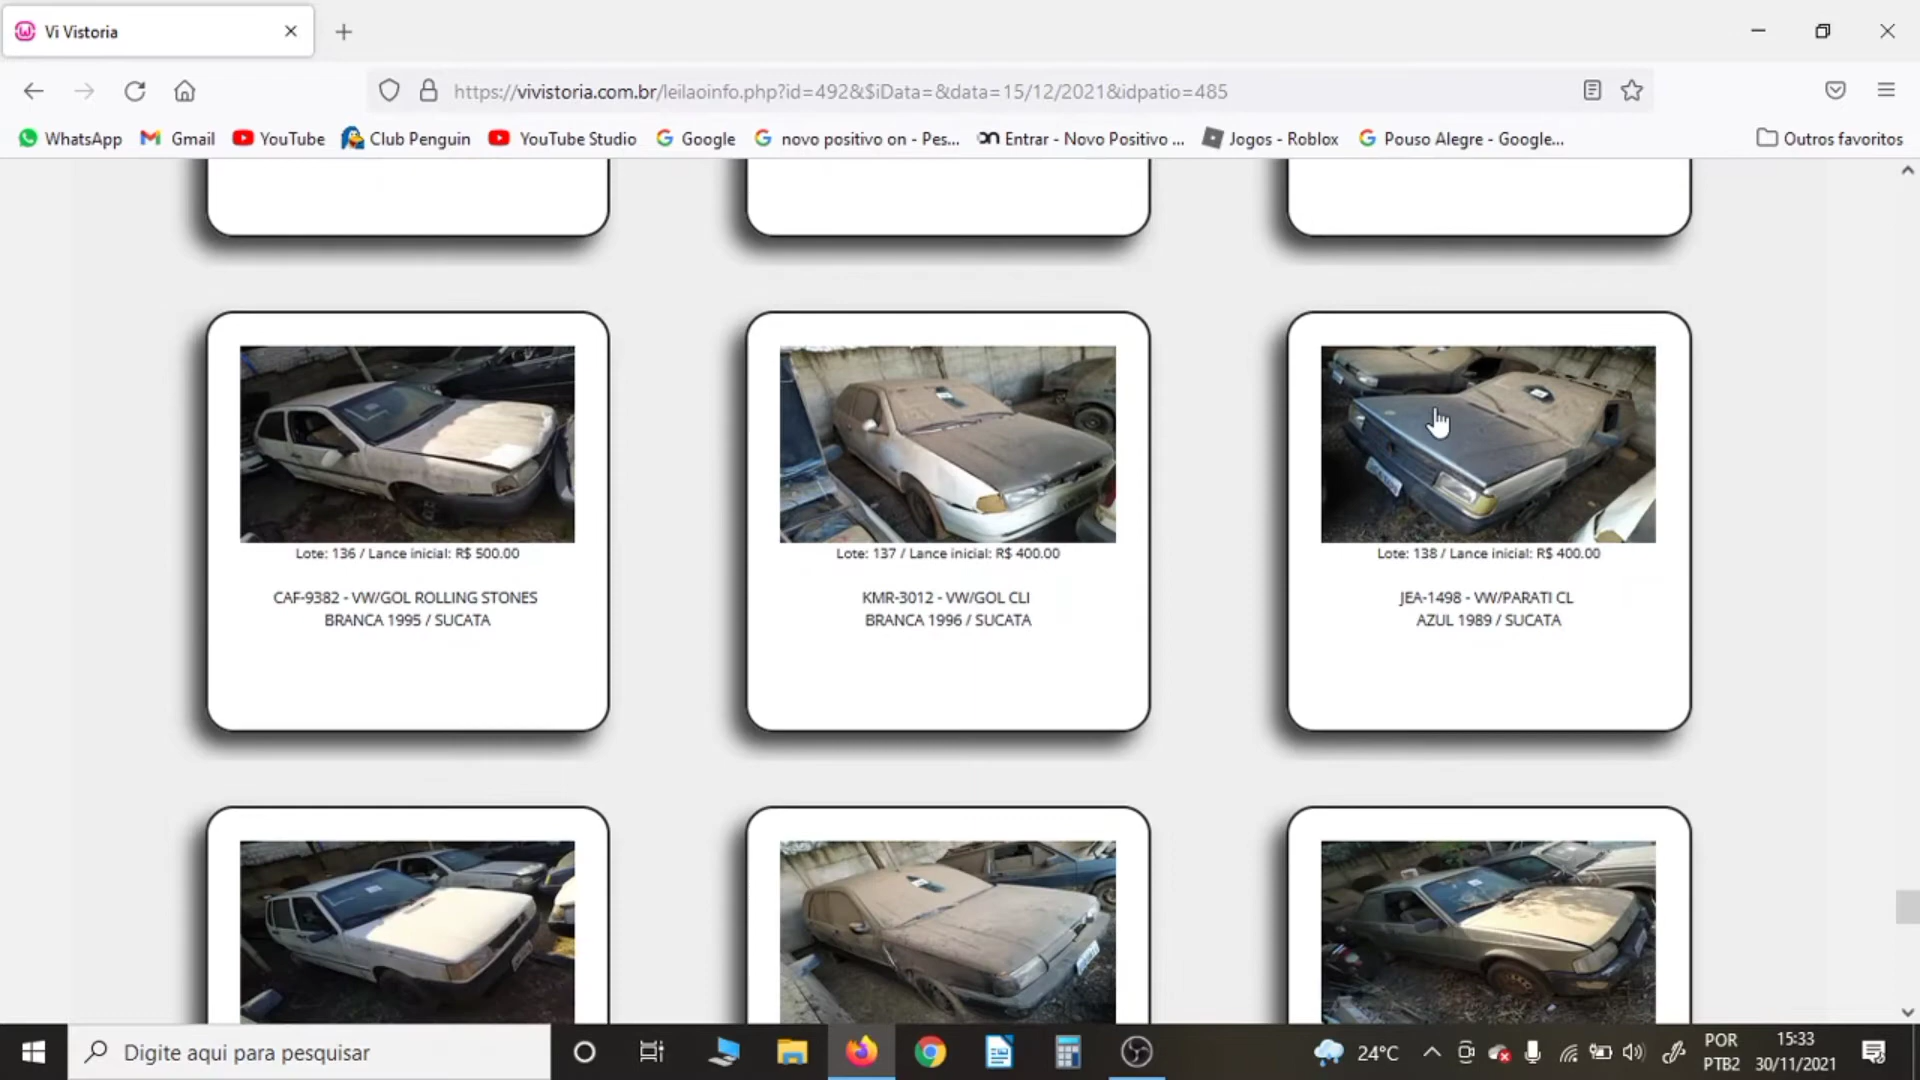 Vi Vistoria
https://vivistoria.com.br/leilaoinfo.php?id=492&$iData=&data=15/12/2021&idpatio=485
WhatsApp Gmail YouTube Club Penguin YouTube Studio Google novo positivo on - Pes... Entrar - Novo Positivo ... Jogos - Roblox Pouso Alegre - Google... Outros favoritos
Lote: 136 / Lance inicial: R$ 500.00
CAF-9382 - VW/GOL ROLLING STONES
BRANCA 1995 / SUCATA
Lote: 137 / Lance inicial: R$ 400.00
KMR-3012 - VW/GOL CLI
BRANCA 1996 / SUCATA
Lote: 138 / Lance inicial: R$ 400.00
JEA-1498 - VW/PARATI CL
AZUL 1989 / SUCATA
Digite aqui para pesquisar
24°C
POR
PTB2
15:33
30/11/2021